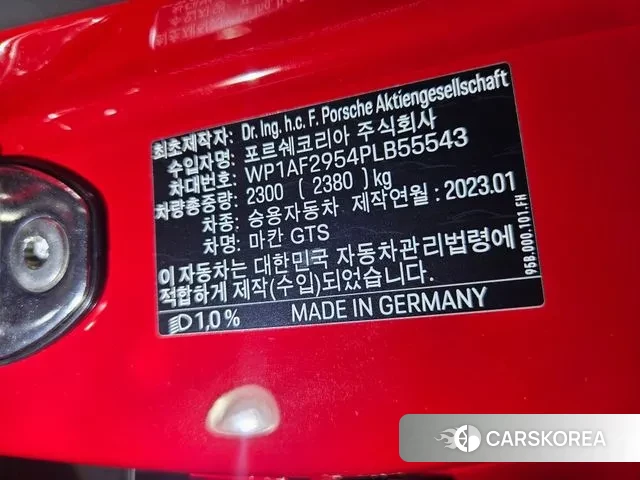 최초제작자: Dr. Ing. h.c. F. Porsche Aktiengesellschaft
수입자명: 포르쉐코리아 주식회사
차대번호: WP1AF2954PLB55543
차량총중량: 2300 ( 2380 ) kg
차종: 승용자동차 제작연월 : 2023.01
차명: 마칸 GTS
이 자동차는 대한민국 자동차관리법령에
적합하게 제작(수입)되었습니다.
1,0 % MADE IN GERMANY
95B.000.101.FH
CARSKOREA